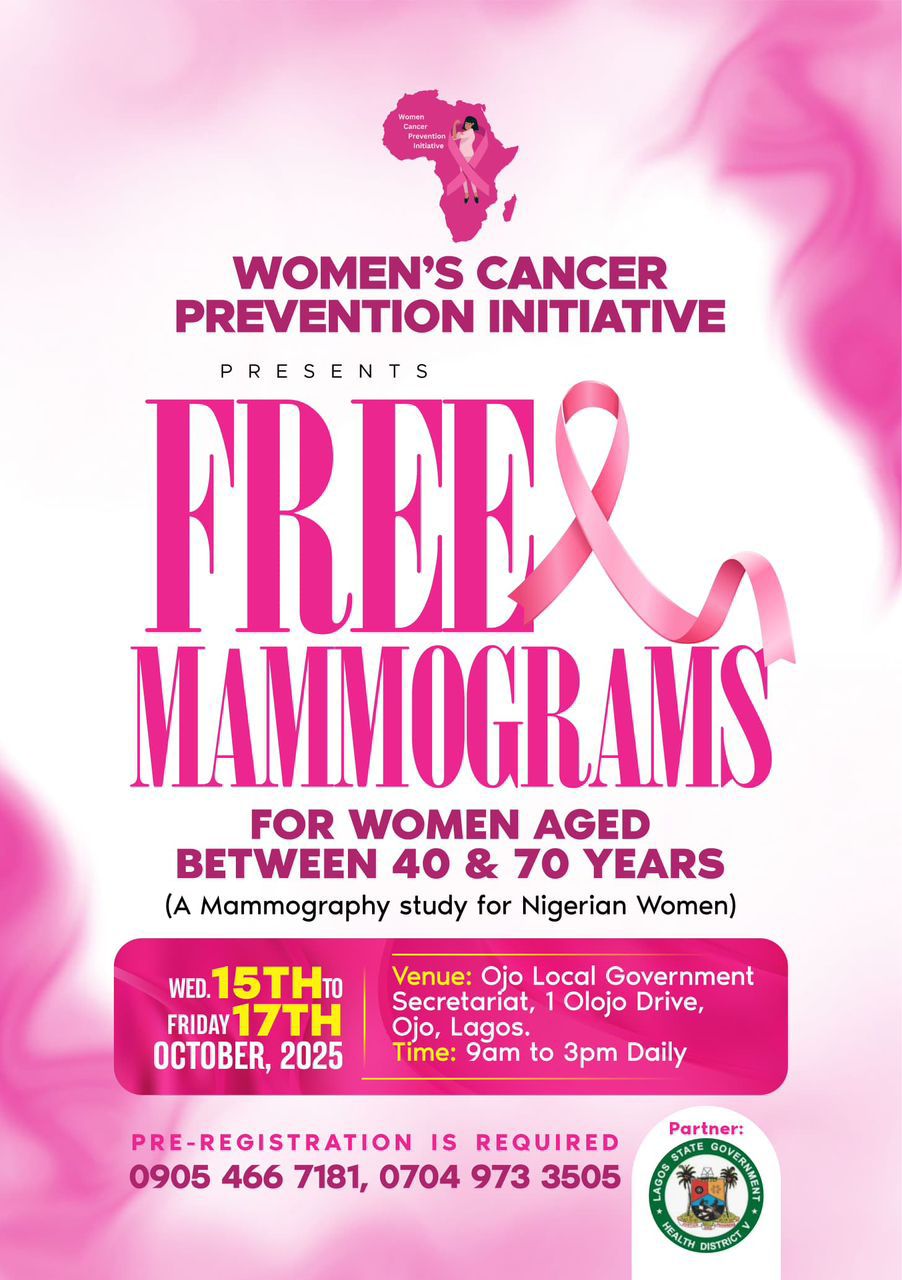 Women
Cancer
Prevention
Initiative
WOMEN'S CANCER
PREVENTION INITIATIVE
PRESENTS
FREE
MAMMOGRAMS
FOR WOMEN AGED
BETWEEN 40 & 70 YEARS
(A Mammography study for Nigerian Women)
WED. 15TH TO
FRIDAY 17TH
OCTOBER, 2025
Venue: Ojo Local Government
Secretariat, 1 Olojo Drive,
Ojo, Lagos.
Time: 9am to 3pm Daily
PRE-REGISTRATION IS REQUIRED
0905 466 7181, 0704 973 3505
Partner:
LAGOS STATE GOVERNMENT
HEALTH DISTRICT V